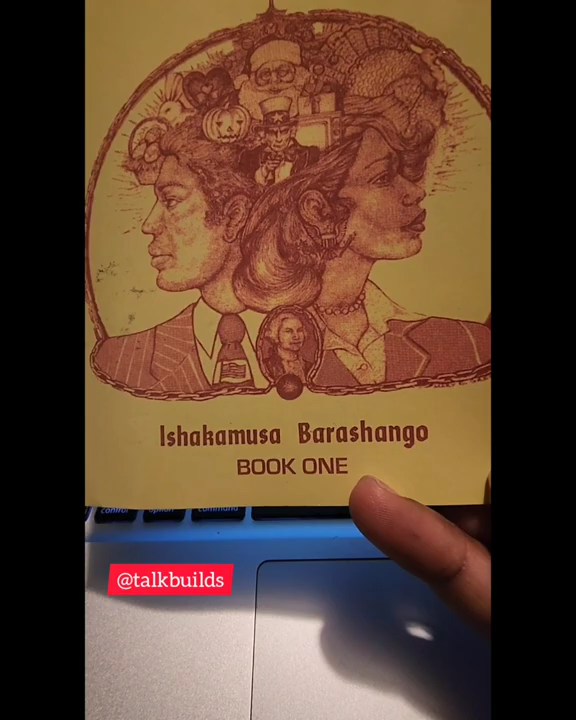 Ishakamusa Barashango
BOOK ONE
control option command
@talkbuilds